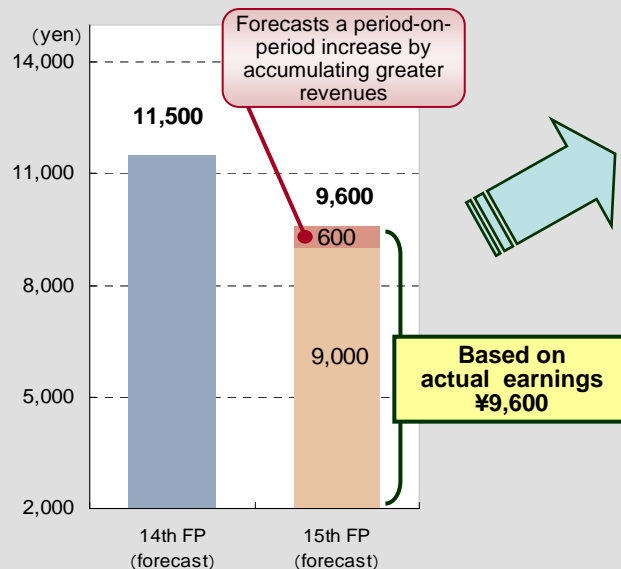 (yen)
14,000
11,000
8,000
5,000
2,000
Forecasts a period-on-
period increase by
accumulating greater
revenues
11,500
9,600
600
9,000
Based on
actual earnings
¥9,600
14th FP
(forecast)
15th FP
(forecast)